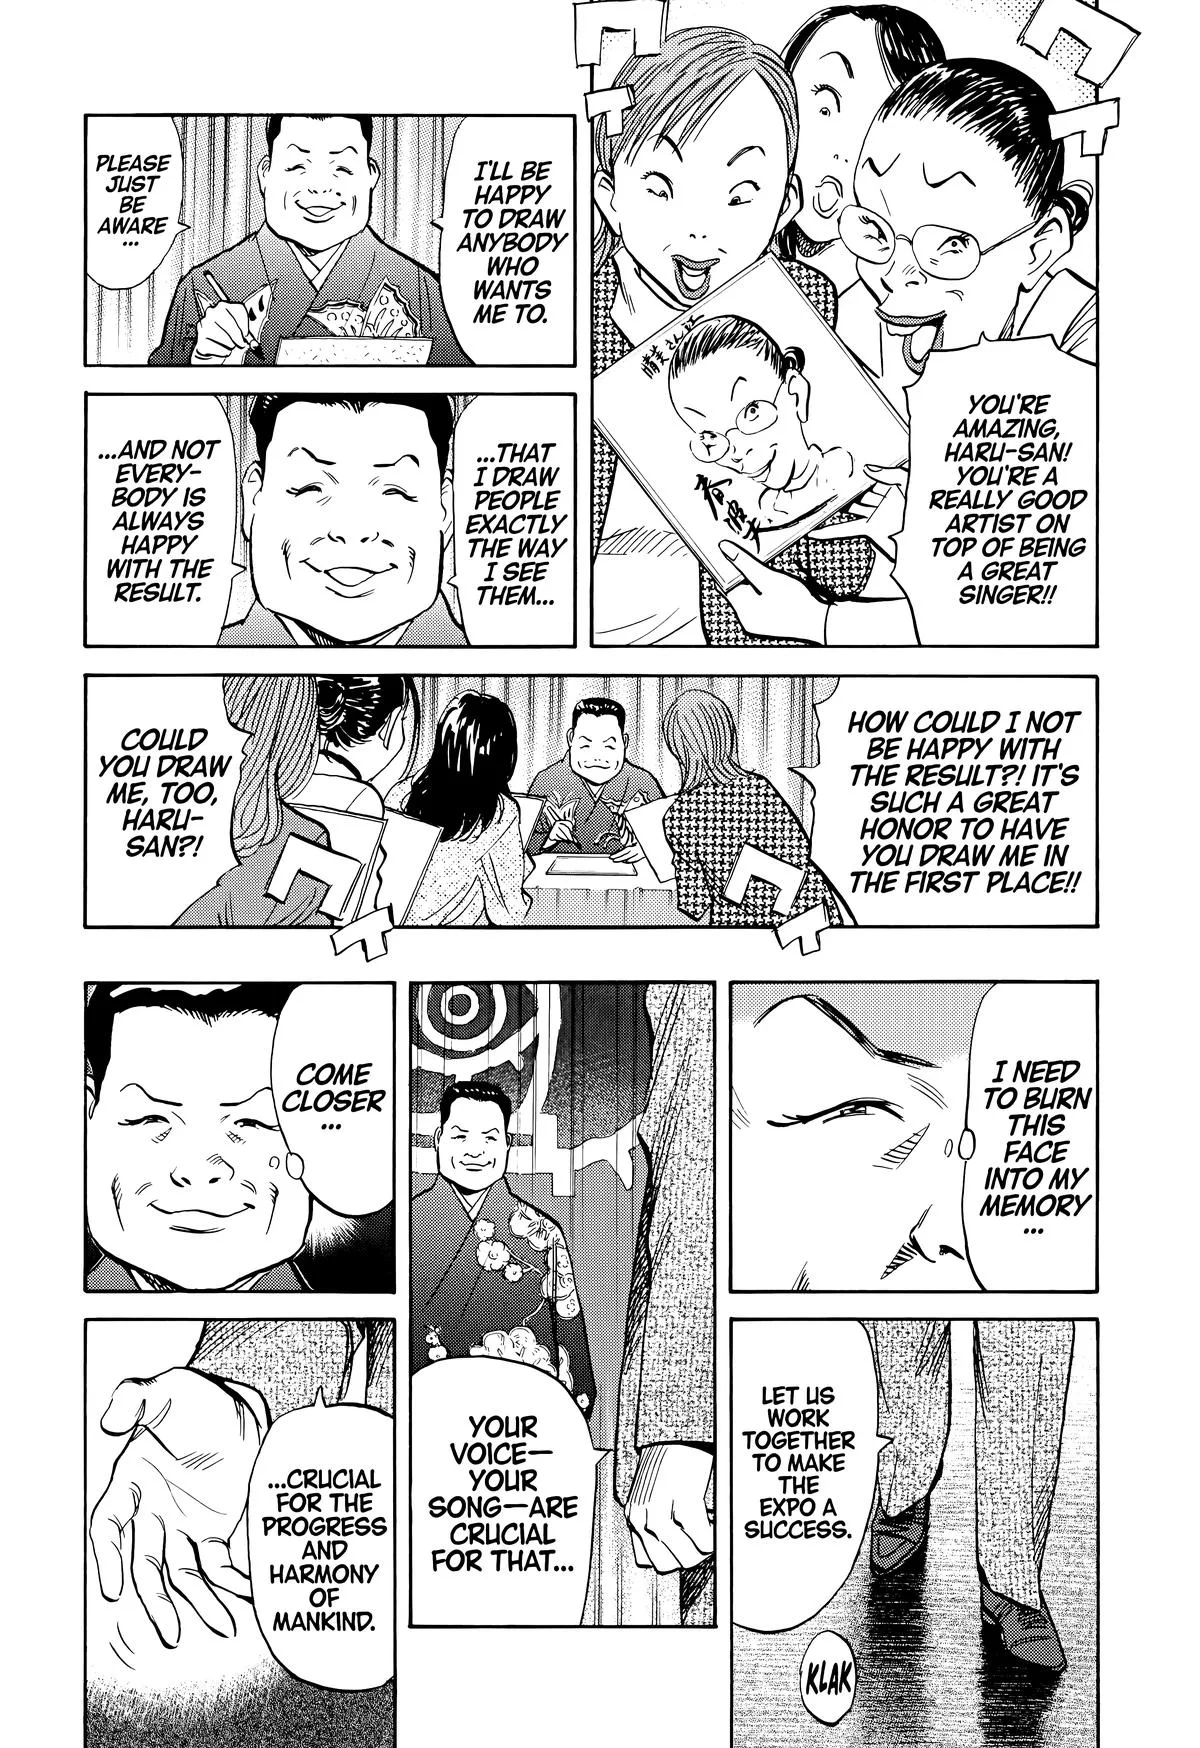 YOU'RE
AMAZING,
HARU-SAN!
YOU'RE A
REALLY GOOD
ARTIST ON
TOP OF BEING
A GREAT
SINGER!!
I'LL BE
HAPPY
TO DRAW
ANYBODY
WHO
WANTS
ME TO.
PLEASE
JUST
BE
AWARE
...
...THAT
I DRAW
PEOPLE
EXACTLY
THE WAY
I SEE
THEM...
...AND NOT
EVERY-
BODY IS
ALWAYS
HAPPY
WITH THE
RESULT.
HOW COULD I NOT
BE HAPPY WITH
THE RESULT?! IT'S
SUCH A GREAT
HONOR TO HAVE
YOU DRAW ME IN
THE FIRST PLACE!!
COULD
YOU DRAW
ME, TOO,
HARU-
SAN?!
I NEED
TO BURN
THIS
FACE
INTO MY
MEMORY
...
COME
CLOSER
...
LET US
WORK
TOGETHER
TO MAKE
THE
EXPO A
SUCCESS.
KLAK
YOUR
VOICE—
YOUR
SONG—ARE
CRUCIAL
FOR THAT...
...CRUCIAL
FOR THE
PROGRESS
AND
HARMONY
OF
MANKIND.